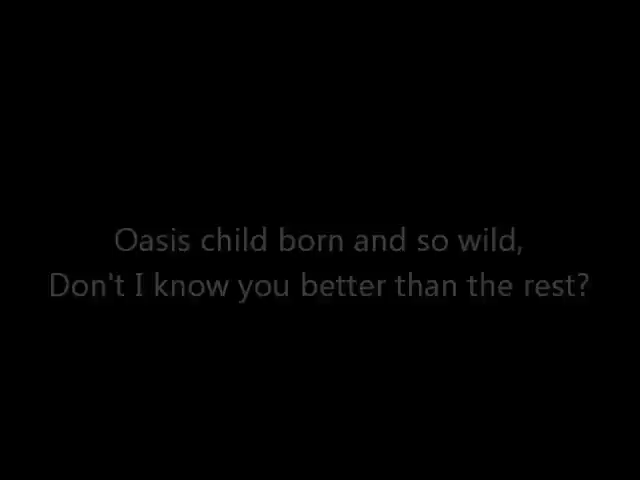 Oasis child born and so wild,
Don't I know you better than the rest?